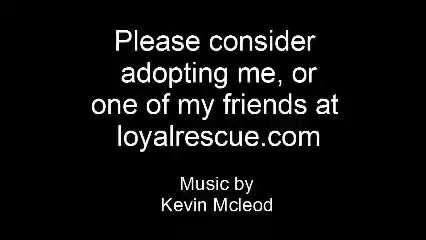 Please consider
adopting me, or
one of my friends at
loyalrescue.com
Music by
Kevin Mcleod